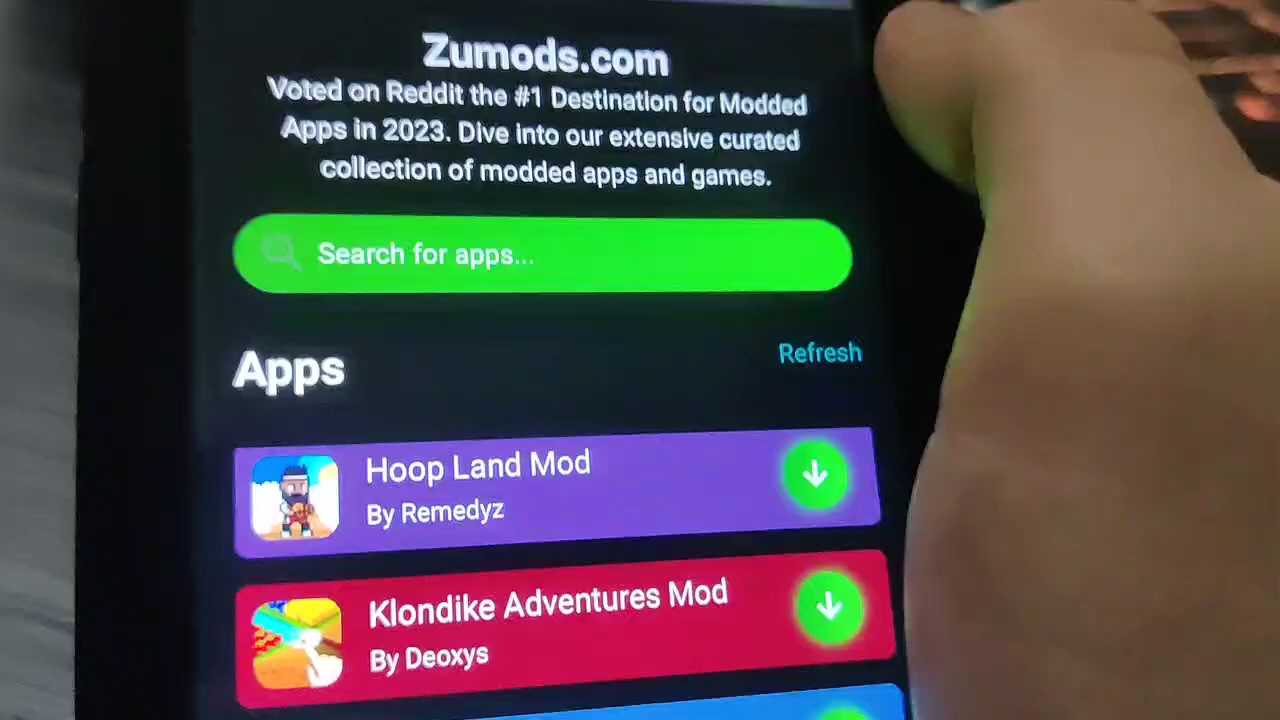 Zumods.com
Voted on Reddit the #1 Destination for Modded
Apps in 2023. Dive into our extensive curated
collection of modded apps and games.
Search for apps...
Apps
Refresh
Hoop Land Mod
By Remedyz
Klondike Adventures Mod
By Deoxys